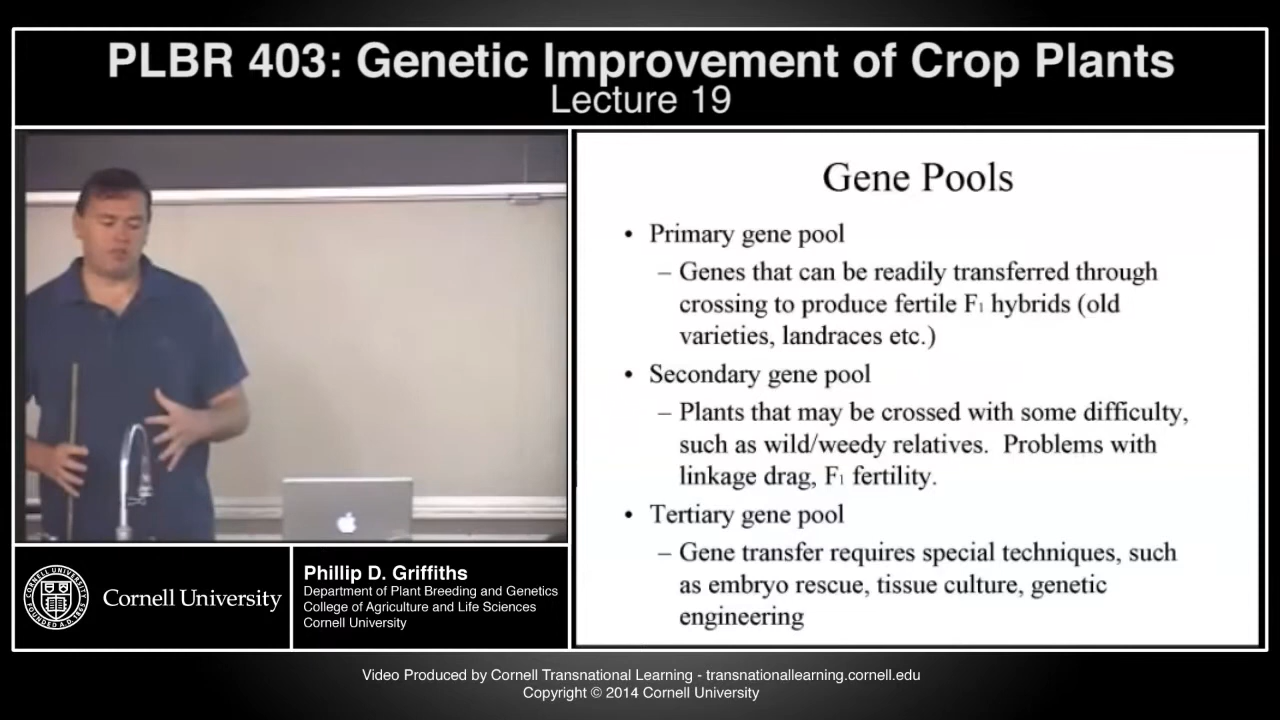 PLBR 403: Genetic Improvement of Crop Plants
Lecture 19
Gene Pools
• Primary gene pool
– Genes that can be readily transferred through
crossing to produce fertile F₁ hybrids (old
varieties, landraces etc.)
• Secondary gene pool
– Plants that may be crossed with some difficulty,
such as wild/weedy relatives. Problems with
linkage drag, F₁ fertility.
• Tertiary gene pool
– Gene transfer requires special techniques, such
as embryo rescue, tissue culture, genetic
engineering
Cornell University
Phillip D. Griffiths
Department of Plant Breeding and Genetics
College of Agriculture and Life Sciences
Cornell University
Video Produced by Cornell Transnational Learning - transnationallearning.cornell.edu
Copyright © 2014 Cornell University